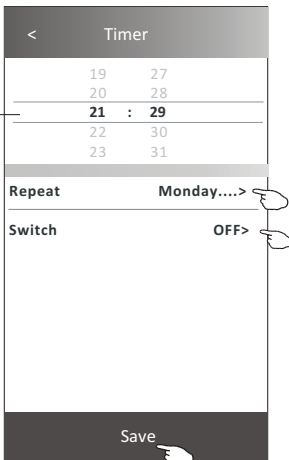 < Timer
19 27
20 28
21 : 29
22 30
23 31
Repeat Monday....>
Switch OFF>
Save